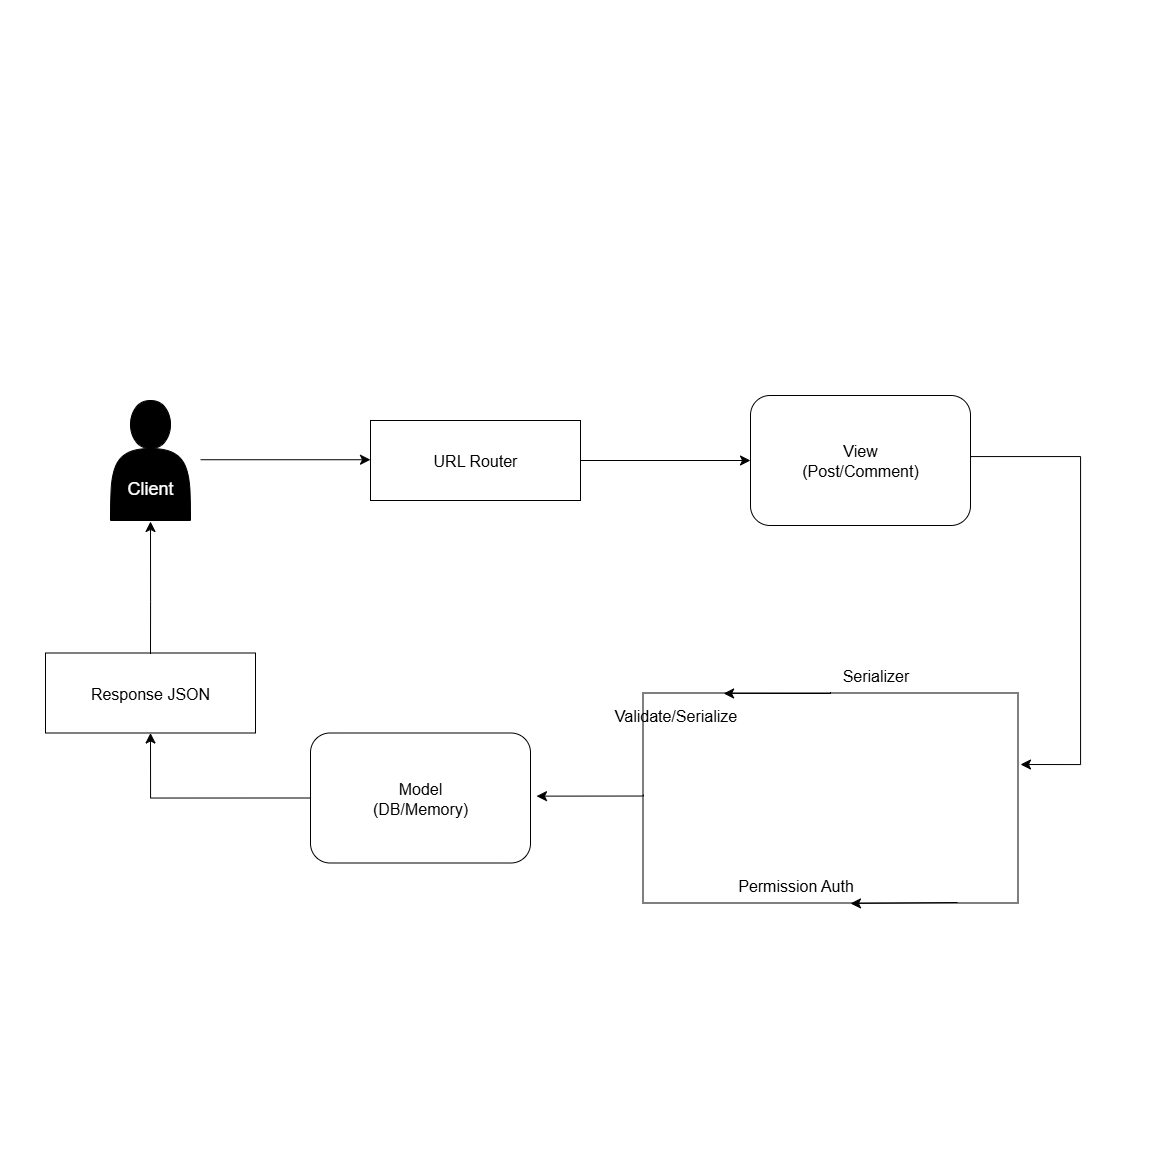 Client
URL Router
View
(Post/Comment)
Serializer
Validate/Serialize
Permission Auth
Model
(DB/Memory)
Response JSON